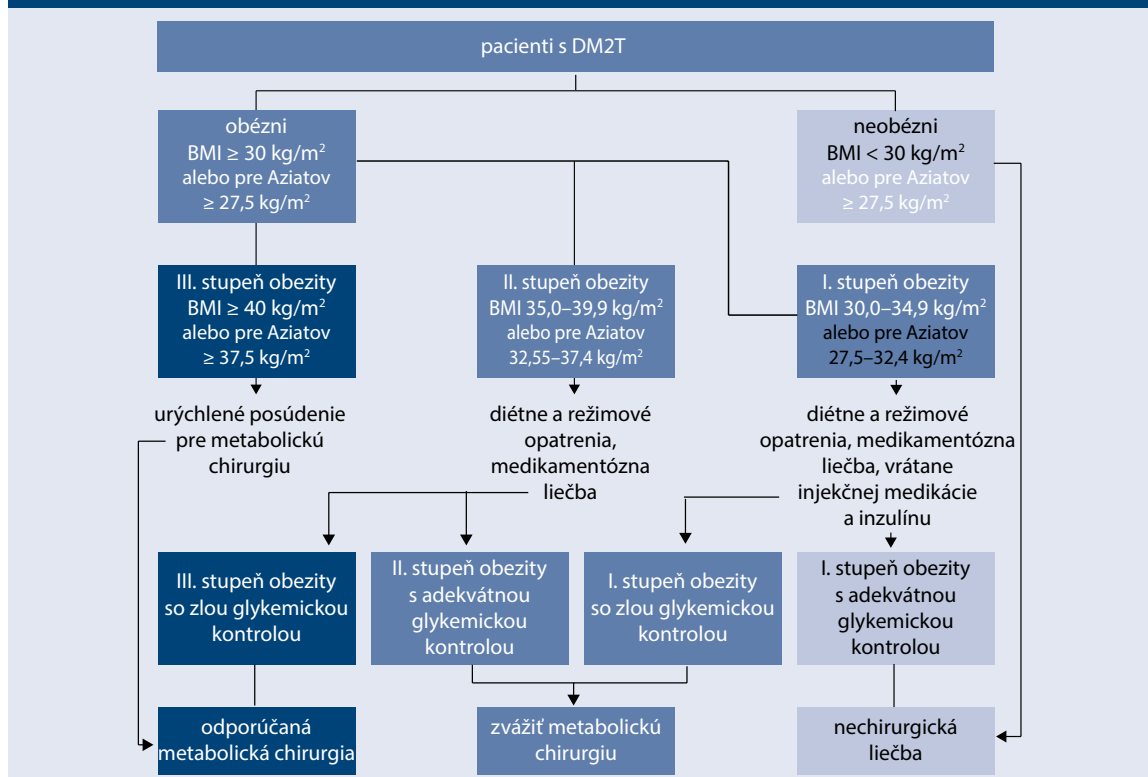 pacienti s DM2T
obézni
BMI ≥ 30 kg/m²
alebo pre Aziatov
≥ 27,5 kg/m²
neobézni
BMI < 30 kg/m²
alebo pre Aziatov
≥ 27,5 kg/m²
III. stupeň obezity
BMI ≥ 40 kg/m²
alebo pre Aziatov
≥ 37,5 kg/m²
II. stupeň obezity
BMI 35,0–39,9 kg/m²
alebo pre Aziatov
32,55–37,4 kg/m²
I. stupeň obezity
BMI 30,0–34,9 kg/m²
alebo pre Aziatov
27,5–32,4 kg/m²
urýchlené posúdenie
pre metabolickú
chirurgiu
diétne a režimové
opatrenia,
medikamentózna
liečba
diétne a režimové
opatrenia, medikamentózna
liečba, vrátane
injekčnej medikácie
a inzulínu
III. stupeň obezity
so zlou glykemickou
kontrolou
II. stupeň obezity
s adekvátnou
glykemickou
kontrolou
I. stupeň obezity
so zlou glykemickou
kontrolou
I. stupeň obezity
s adekvátnou
glykemickou
kontrolou
odporúčaná
metabolická chirurgia
zvážiť metabolickú
chirurgiu
nechirurgická
liečba